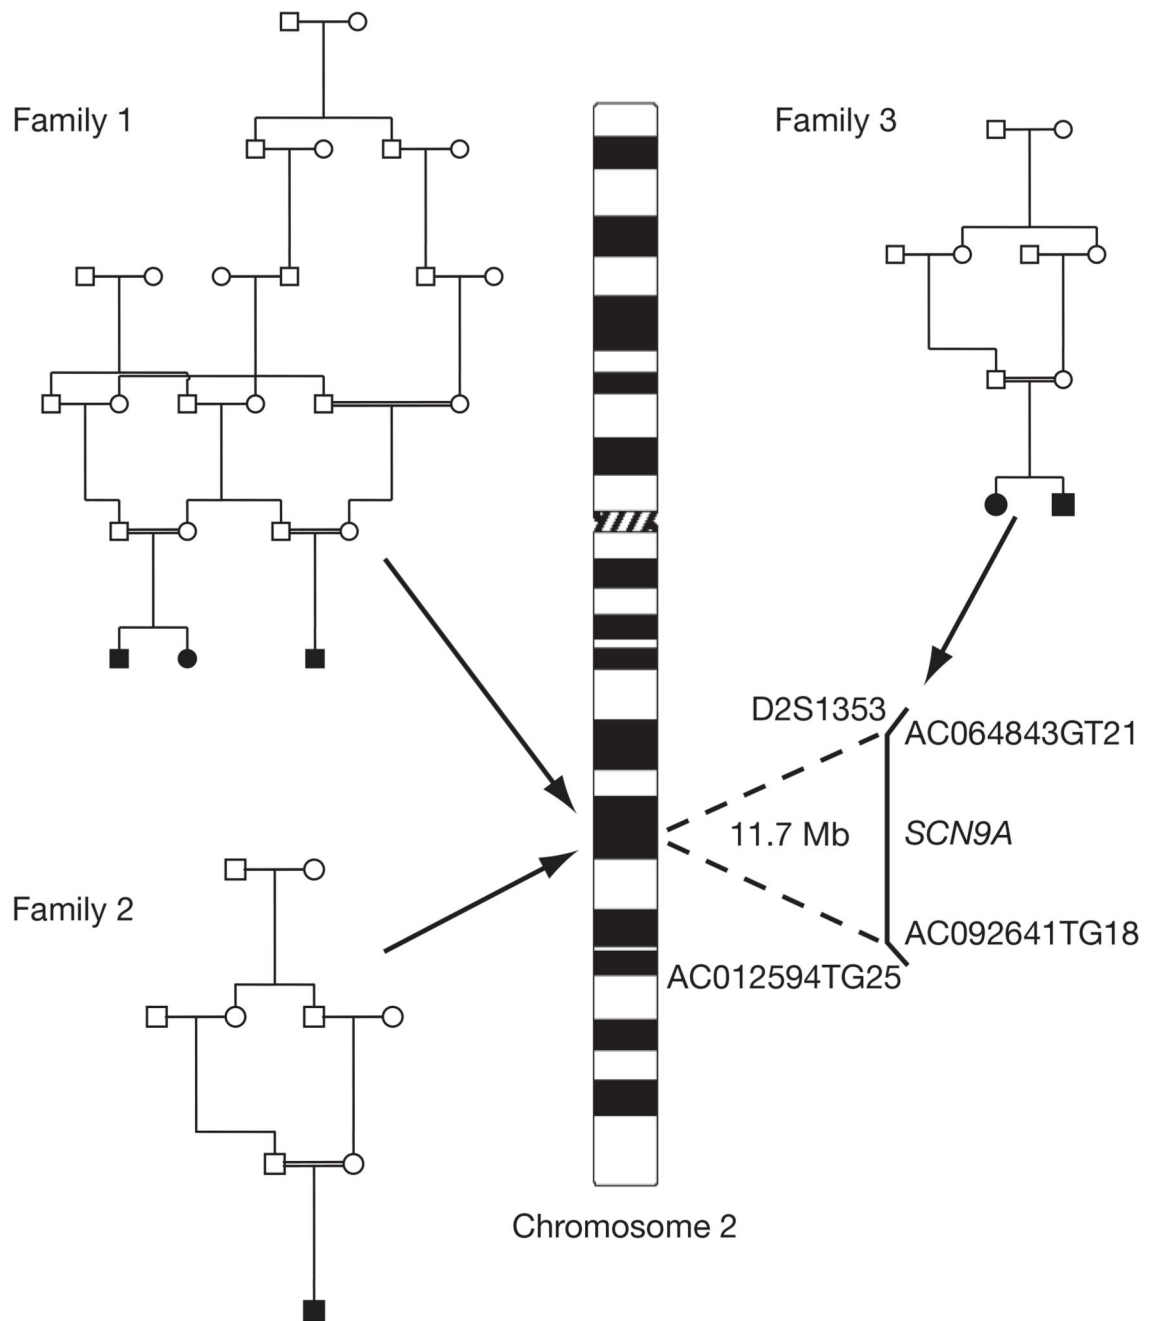 Family 1
Family 3
D2S1353
AC064843GT21
11.7 Mb
SCN9A
Family 2
AC092641TG18
AC012594TG25
Chromosome 2